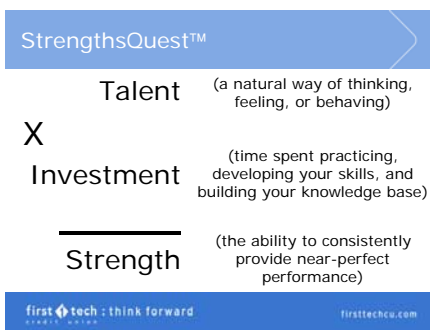 StrengthsQuest™
Talent
(a natural way of thinking,
feeling, or behaving)
X
Investment
(time spent practicing,
developing your skills, and
building your knowledge base)
Strength
(the ability to consistently
provide near-perfect
performance)
first tech : think forward
credit union
firsttechcu.com